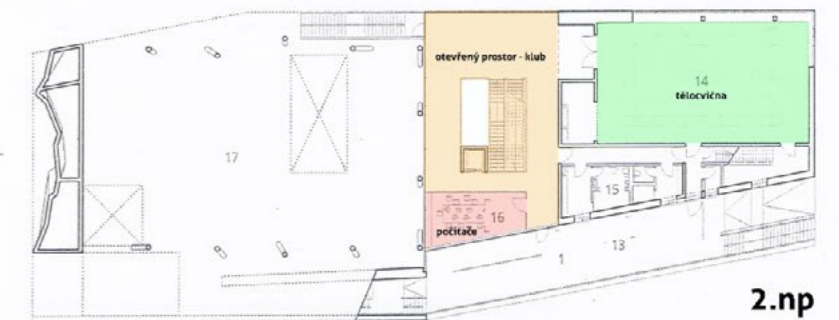 otevřený prostor - klub
14
tělocvična
17
15
16
počítače
13
1
2.np